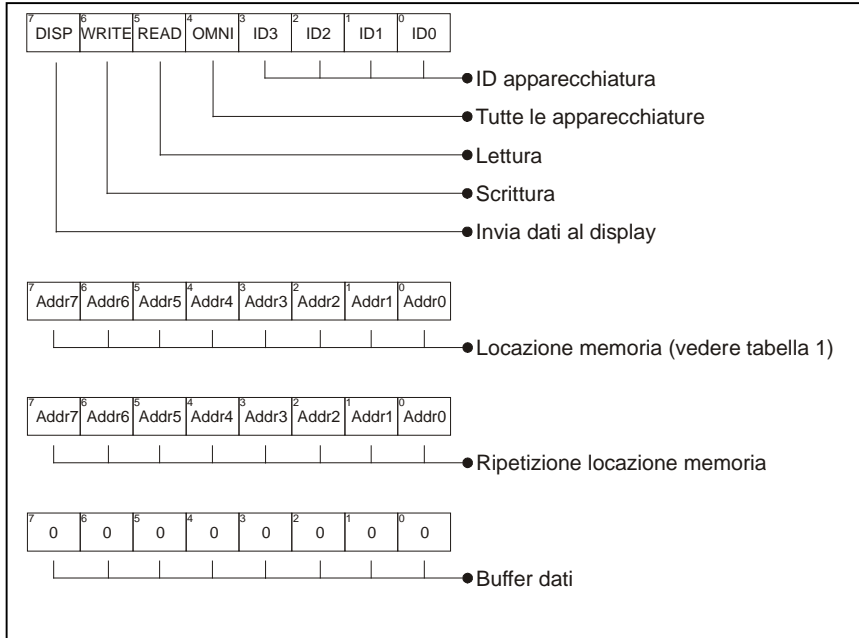 7 6 5 4 3 2 1 0
DISP WRITE READ OMNI ID3 ID2 ID1 ID0
ID apparecchiatura
Tutte le apparecchiature
Lettura
Scrittura
Invia dati al display
7 6 5 4 3 2 1 0
Addr7 Addr6 Addr5 Addr4 Addr3 Addr2 Addr1 Addr0
Locazione memoria (vedere tabella 1)
7 6 5 4 3 2 1 0
Addr7 Addr6 Addr5 Addr4 Addr3 Addr2 Addr1 Addr0
Ripetizione locazione memoria
7 6 5 4 3 2 1 0
0 0 0 0 0 0 0 0
Buffer dati